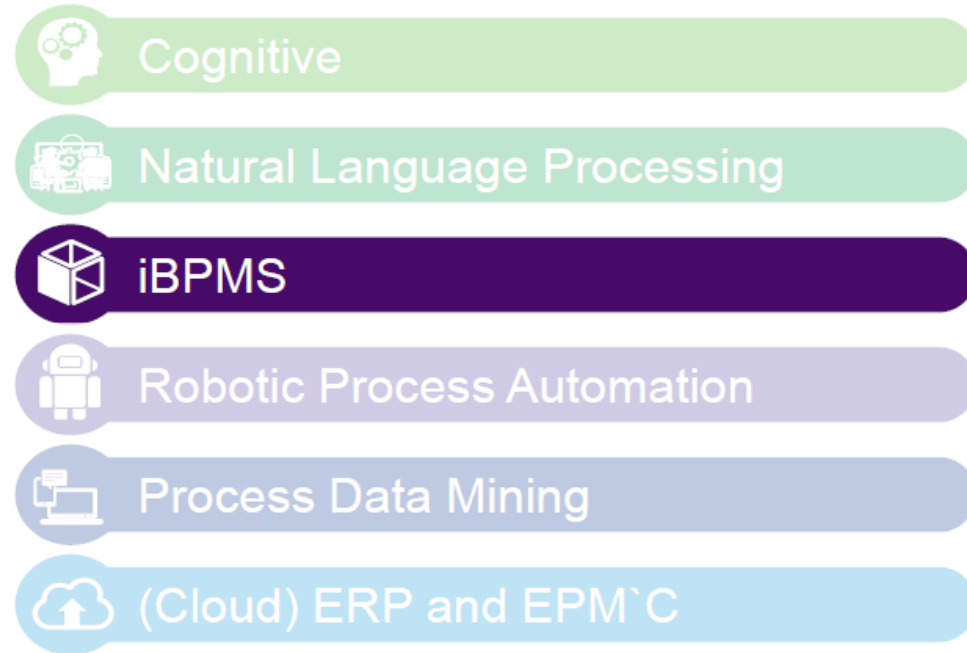 Cognitive
Natural Language Processing
iBPMS
Robotic Process Automation
Process Data Mining
(Cloud) ERP and EPM`C